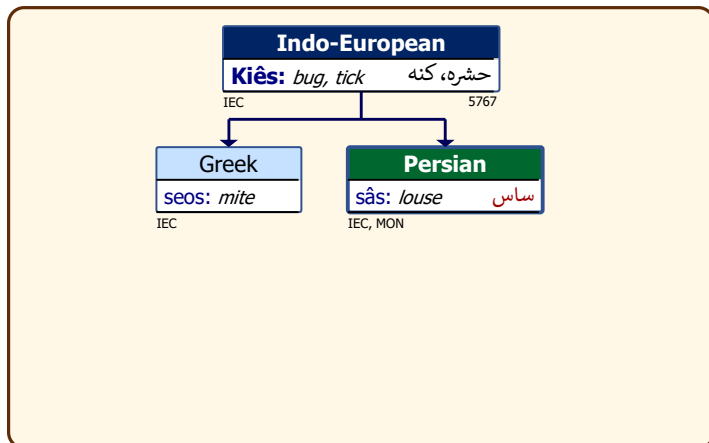 Indo-European
Kiês: bug, tick حشره، کنه
IEC 5767
Greek
seos: mite
IEC
Persian
sâs: louse ساس
IEC, MON